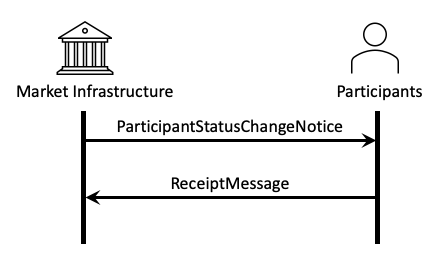 Market Infrastructure
Participants
ParticipantStatusChangeNotice
ReceiptMessage